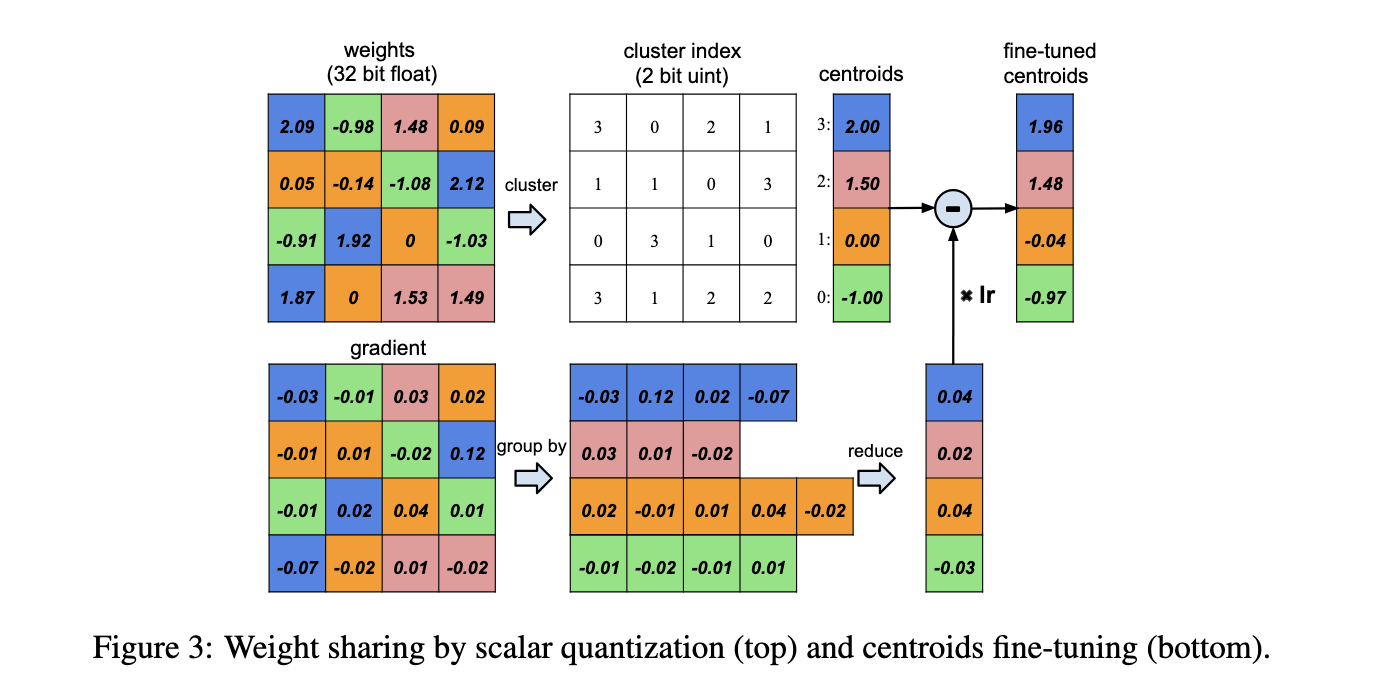 weights
(32 bit float)
cluster index
(2 bit uint)
centroids
fine-tuned
centroids
2.09 -0.98 1.48 0.09
3 0 2 1
3: 2.00
1.96
0.05 -0.14 -1.08 2.12
cluster
1 1 0 3
2: 1.50
1.48
-0.91 1.92 0 -1.03
0 3 1 0
1: 0.00
-0.04
1.87 0 1.53 1.49
3 1 2 2
0: -1.00
-0.97
-
× lr
gradient
-0.03 -0.01 0.03 0.02
-0.03 0.12 0.02 -0.07
0.04
-0.01 0.01 -0.02 0.12
group by
0.03 0.01 -0.02
reduce
0.02
-0.01 0.02 0.04 0.01
0.02 -0.01 0.01 0.04 -0.02
0.04
-0.07 -0.02 0.01 -0.02
-0.01 -0.02 -0.01 0.01
-0.03
Figure 3: Weight sharing by scalar quantization (top) and centroids fine-tuning (bottom).